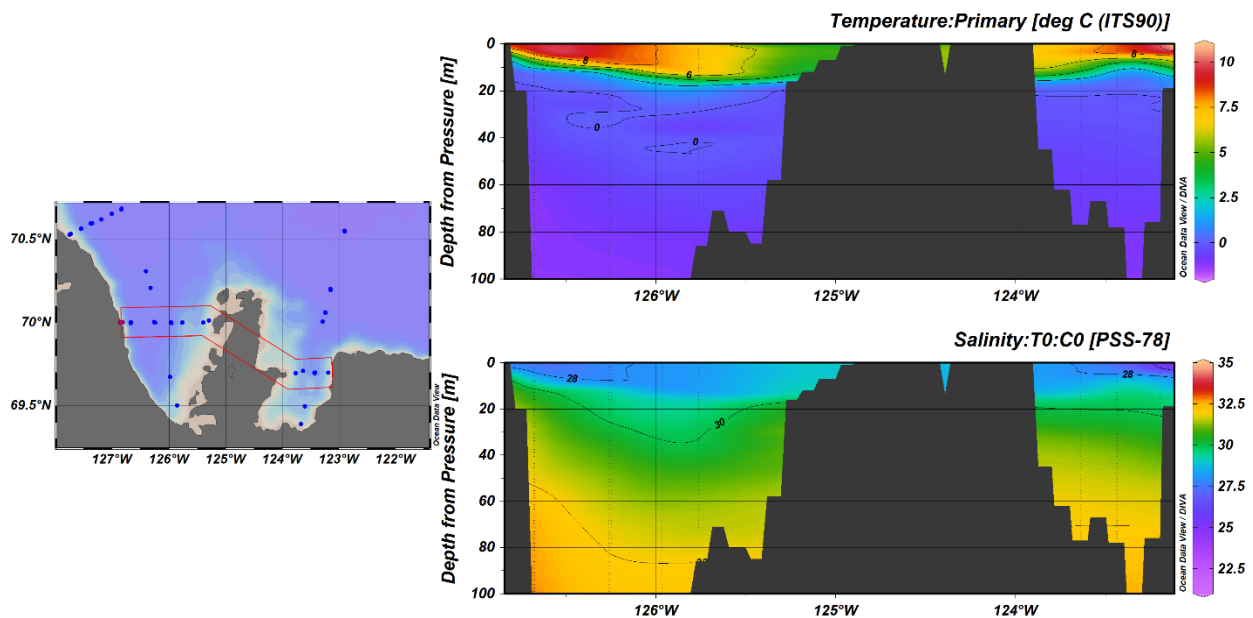 Temperature:Primary [deg C (ITS90)]
Depth from Pressure [m]
0
20
40
60
80
100
8
6
0
0
8
126°W
125°W
124°W
10
7.5
5
2.5
0
Ocean Data View / DIVA
70.5°N
70°N
69.5°N
127°W
126°W
125°W
124°W
123°W
122°W
Ocean Data View
Salinity:T0:C0 [PSS-78]
Depth from Pressure [m]
0
20
40
60
80
100
28
30
28
126°W
125°W
124°W
35
32.5
30
27.5
25
22.5
Ocean Data View / DIVA